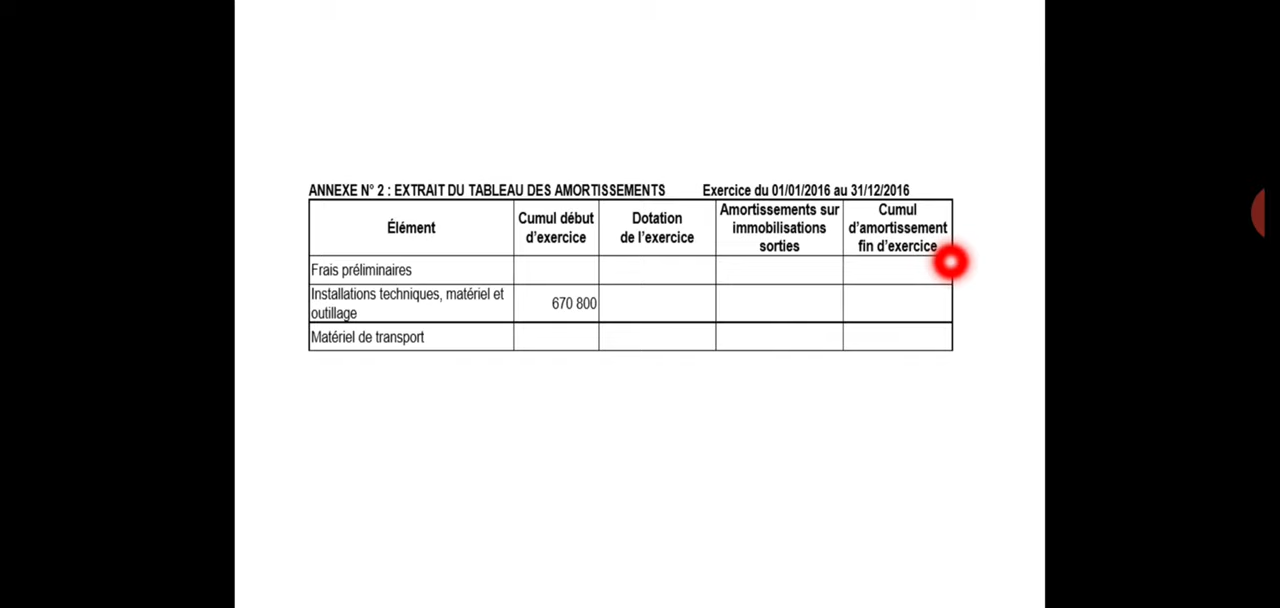 ANNEXE N° 2 : EXTRAIT DU TABLEAU DES AMORTISSEMENTS Exercice du 01/01/2016 au 31/12/2016
Élément
Cumul début
d'exercice
Dotation
de l'exercice
Amortissements sur
immobilisations
sorties
Cumul
d'amortissement
fin d'exercice
Frais préliminaires
Installations techniques, matériel et
outillage
670 800
Matériel de transport